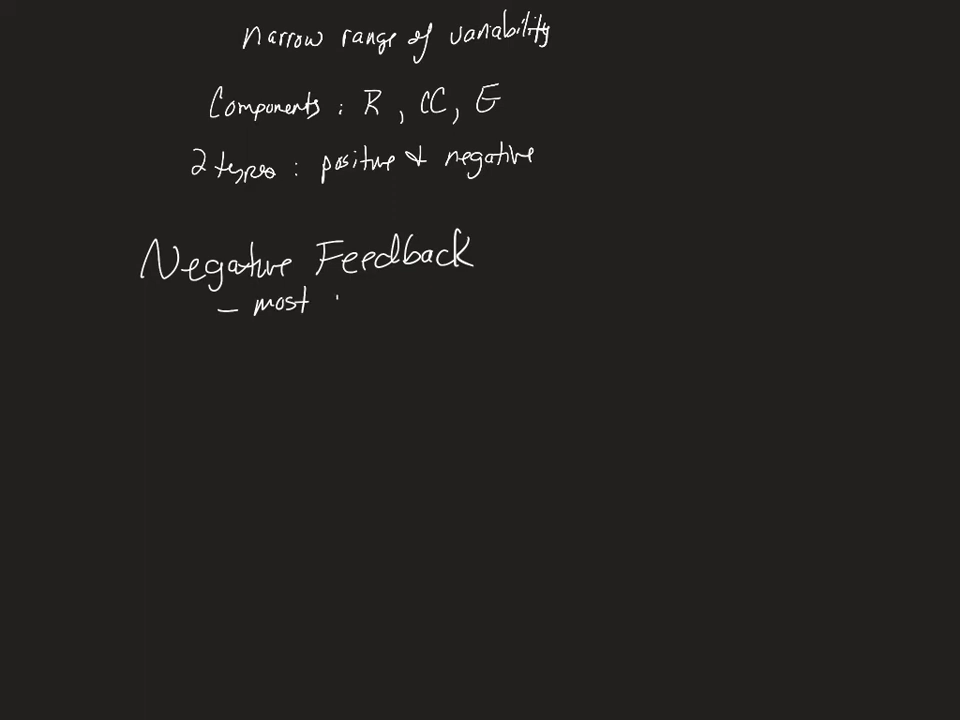 narrow range of variability
Components : R, CC, E
2 types : positive & negative
Negative Feedback
– most